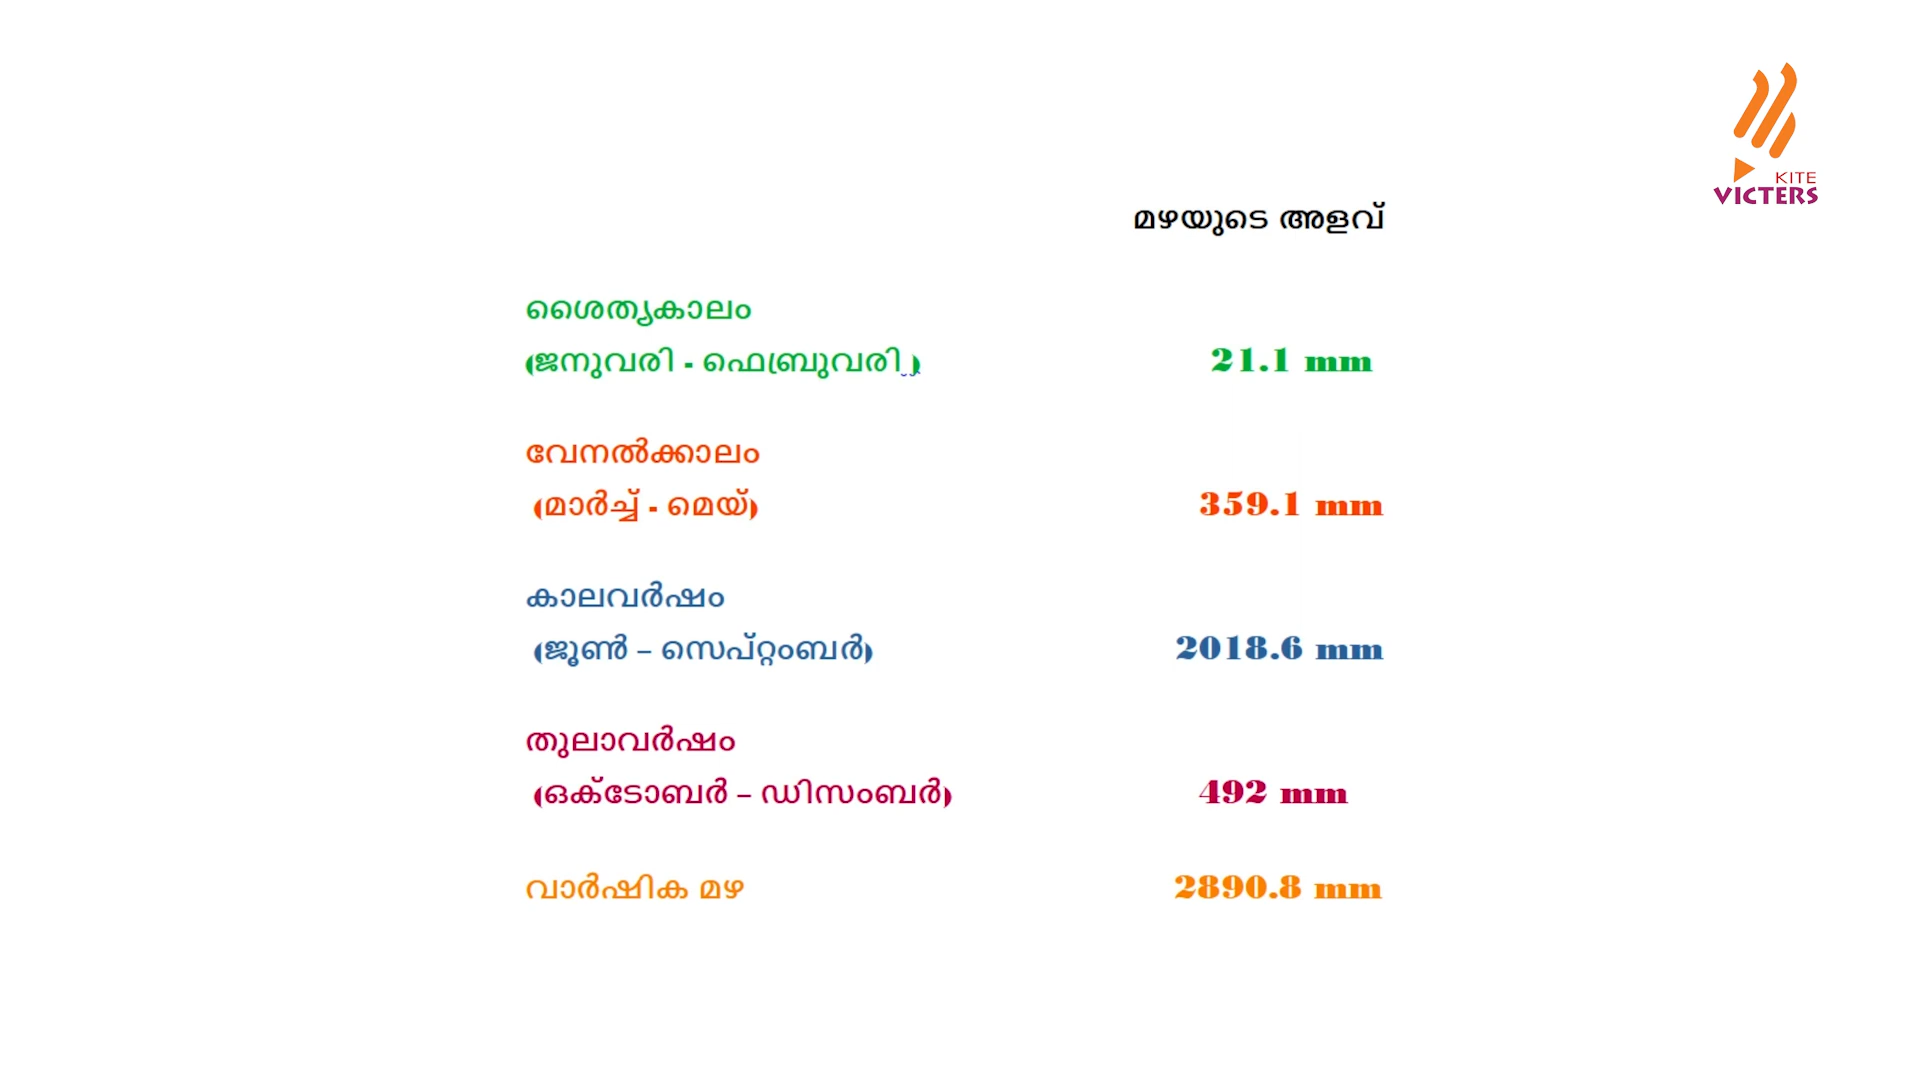 KITE
VICTERS
മഴയുടെ അളവ്
ശൈത്യകാലം
(ജനുവരി - ഫെബ്രുവരി ) 21.1 mm
വേനൽക്കാലം
(മാർച്ച് - മെയ്) 359.1 mm
കാലവർഷം
(ജൂൺ – സെപ്റ്റംബർ) 2018.6 mm
തുലാവർഷം
(ഒക്ടോബർ – ഡിസംബർ) 492 mm
വാർഷിക മഴ 2890.8 mm